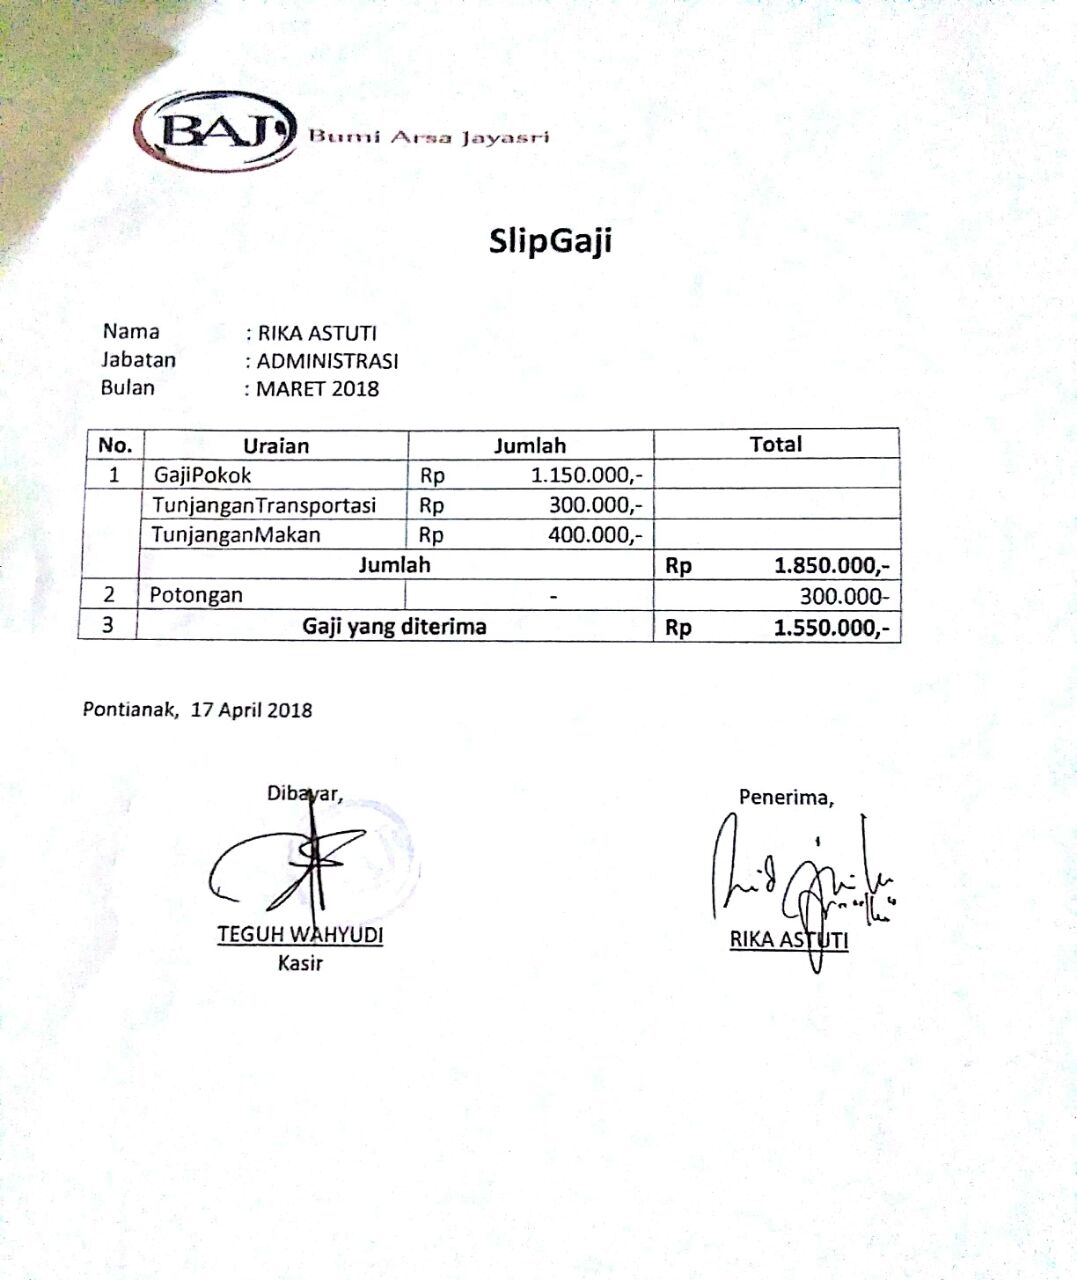 BAJ Bumi Arsa Jayasri
SlipGaji
Nama : RIKA ASTUTI
Jabatan : ADMINISTRASI
Bulan : MARET 2018
No. Uraian Jumlah Total
1 GajiPokok Rp 1.150.000,-
TunjanganTransportasi Rp 300.000,-
TunjanganMakan Rp 400.000,-
Jumlah Rp 1.850.000,-
2 Potongan - 300.000-
3 Gaji yang diterima Rp 1.550.000,-
Pontianak, 17 April 2018
Dibayar, Penerima,
TEGUH WAHYUDI RIKA ASTUTI
Kasir